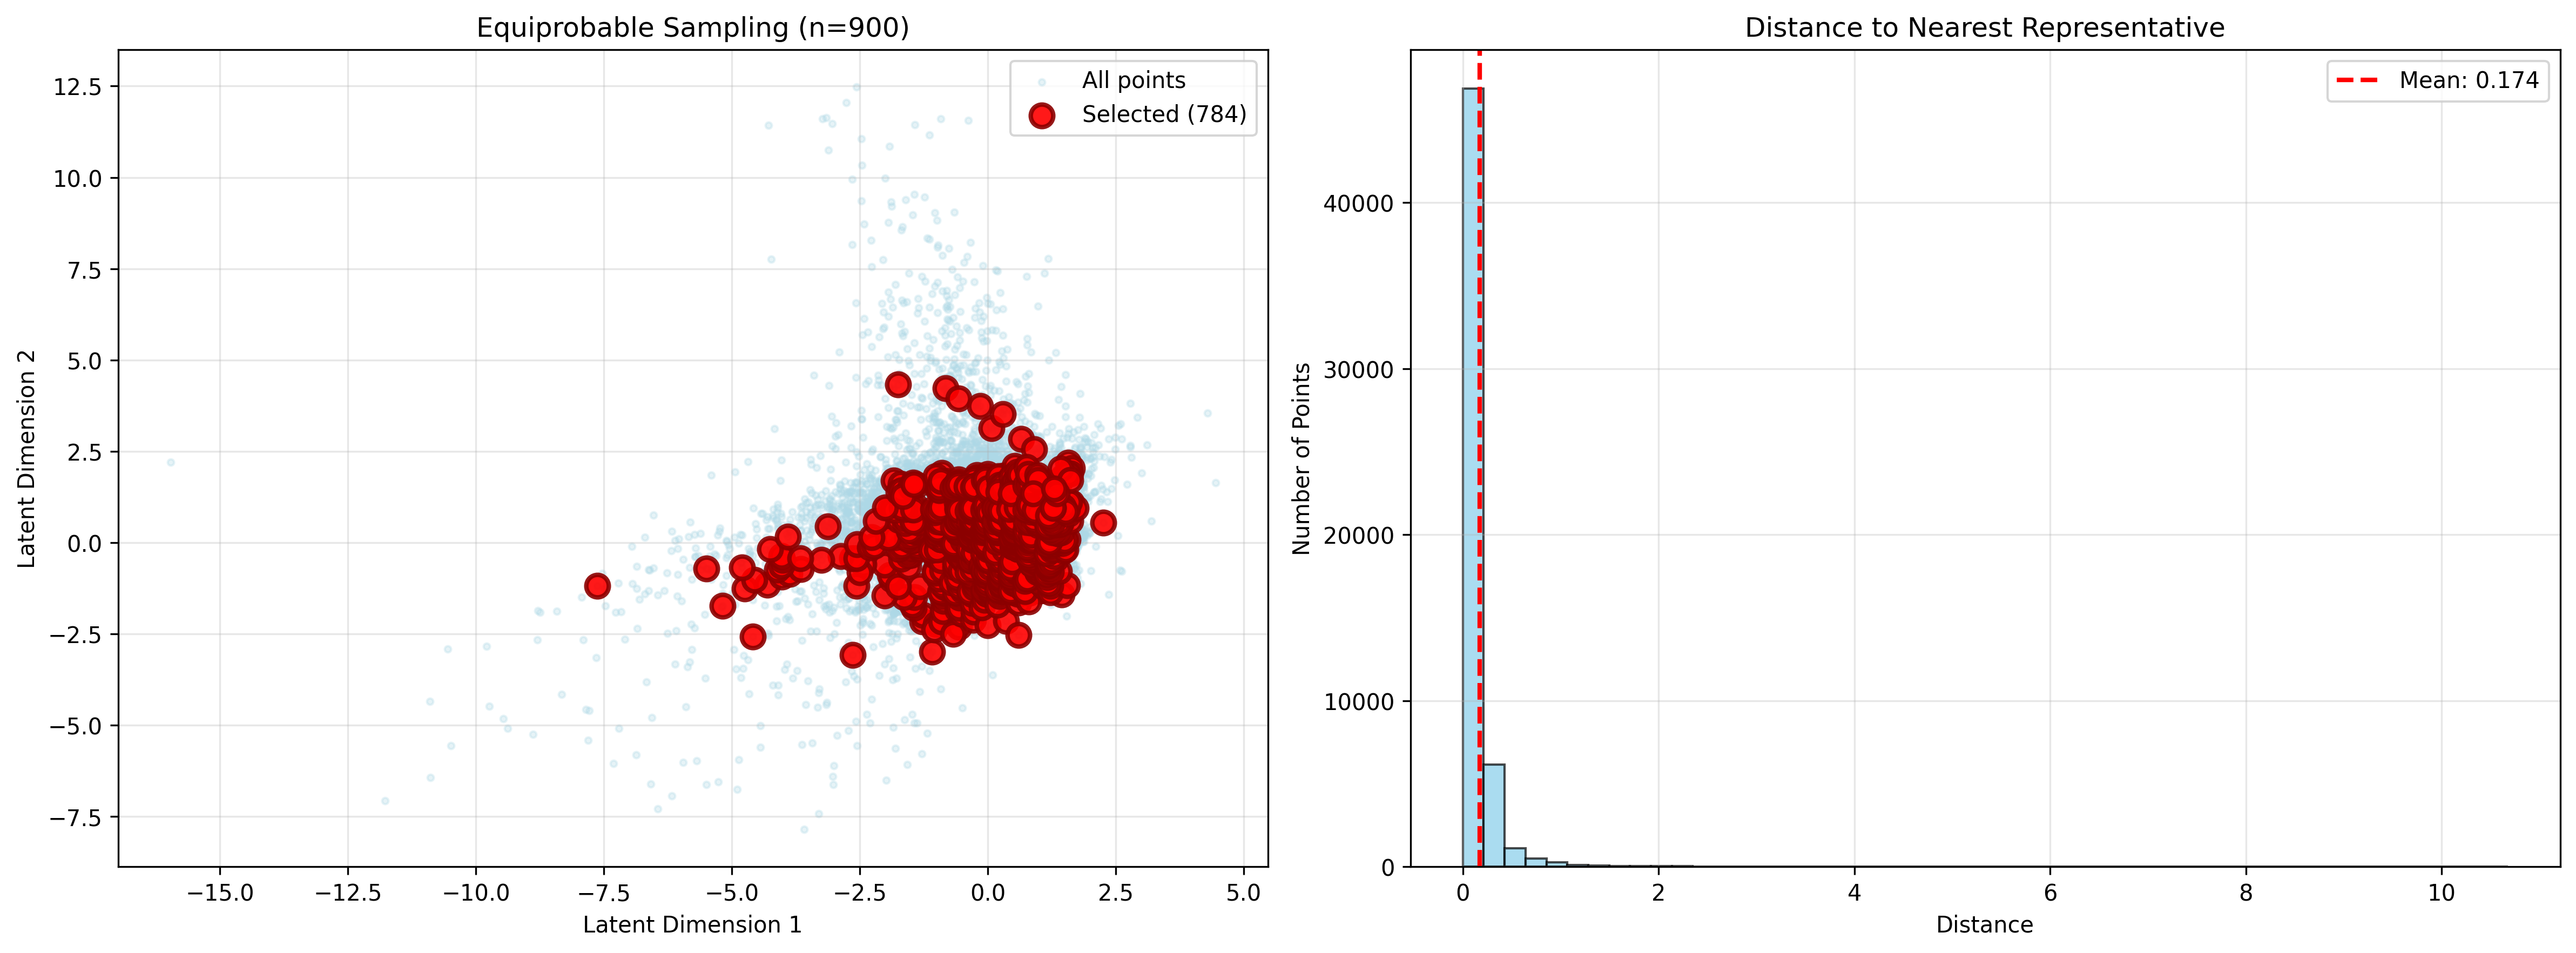 Equiprobable Sampling (n=900)
All points
Selected (784)
12.5
10.0
7.5
5.0
2.5
0.0
−2.5
−5.0
−7.5
Latent Dimension 2
−15.0 −12.5 −10.0 −7.5 −5.0 −2.5 0.0 2.5 5.0
Latent Dimension 1
Distance to Nearest Representative
Mean: 0.174
40000
30000
20000
10000
0
Number of Points
0 2 4 6 8 10
Distance